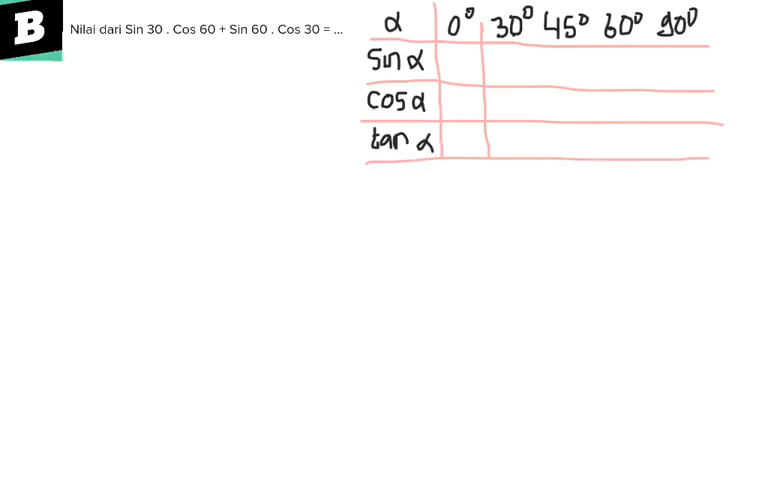 B
Nilai dari Sin 30 . Cos 60 + Sin 60 . Cos 30 = ...
α 0° 30° 45° 60° 90°
Sin α
Cos α
tan α